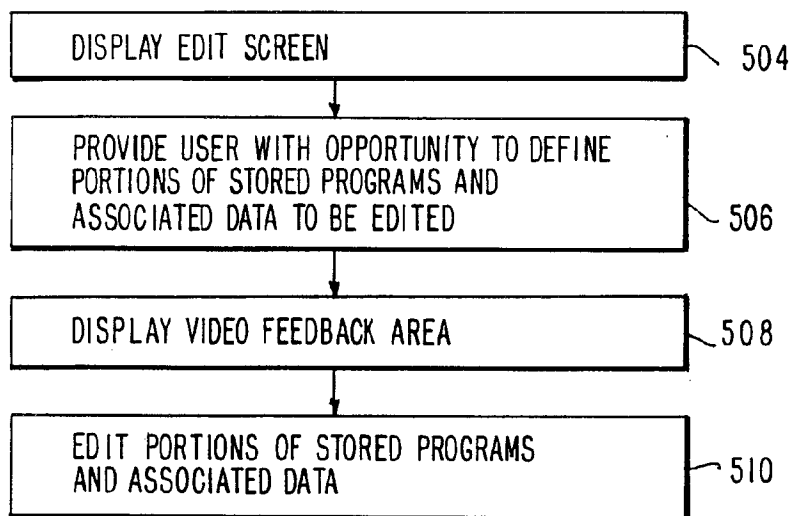 DISPLAY EDIT SCREEN
504
PROVIDE USER WITH OPPORTUNITY TO DEFINE
PORTIONS OF STORED PROGRAMS AND
ASSOCIATED DATA TO BE EDITED
506
DISPLAY VIDEO FEEDBACK AREA
508
EDIT PORTIONS OF STORED PROGRAMS
AND ASSOCIATED DATA
510